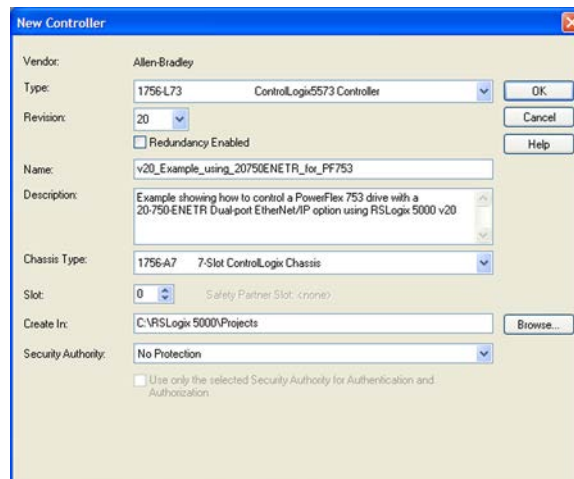 New Controller
Vendor: Allen-Bradley
Type: 1756-L73 ControlLogix5573 Controller OK
Revision: 20 Cancel
Redundancy Enabled Help
Name: v20_Example_using_20750ENETR_for_PF753
Description: Example showing how to control a PowerFlex 753 drive with a
20-750-ENETR Dual-port EtherNet/IP option using RSLogix 5000 v20
Chassis Type: 1756-A7 7-Slot ControlLogix Chassis
Slot: 0 Safety Partner Slot: <none>
Create In: C:\RSLogix 5000\Projects Browse...
Security Authority: No Protection
Use only the selected Security Authority for Authentication and
Authorization